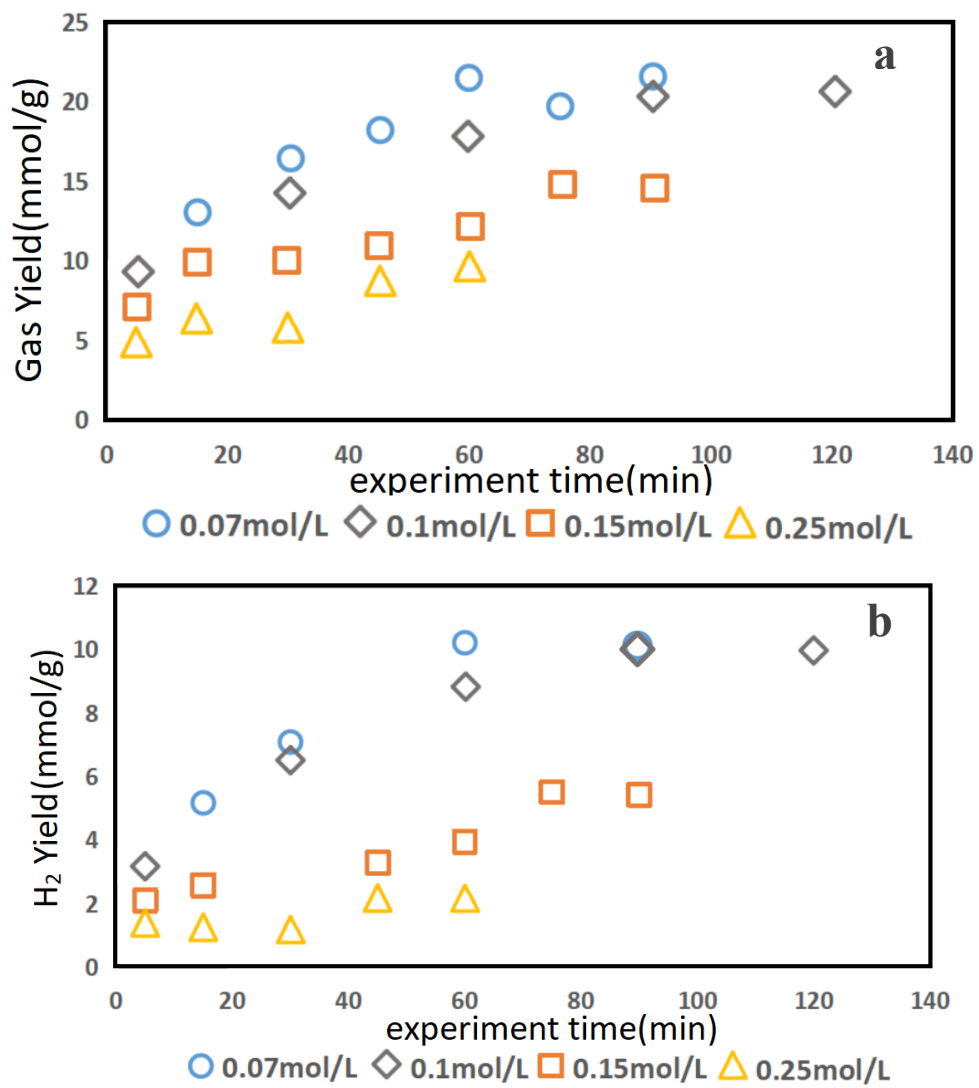 a
Gas Yield(mmol/g)
25
20
15
10
5
0
0 20 40 60 80 100 120 140
experiment time(min)
0.07mol/L 0.1mol/L 0.15mol/L 0.25mol/L
b
H₂ Yield(mmol/g)
12
10
8
6
4
2
0
0 20 40 60 80 100 120 140
experiment time(min)
0.07mol/L 0.1mol/L 0.15mol/L 0.25mol/L